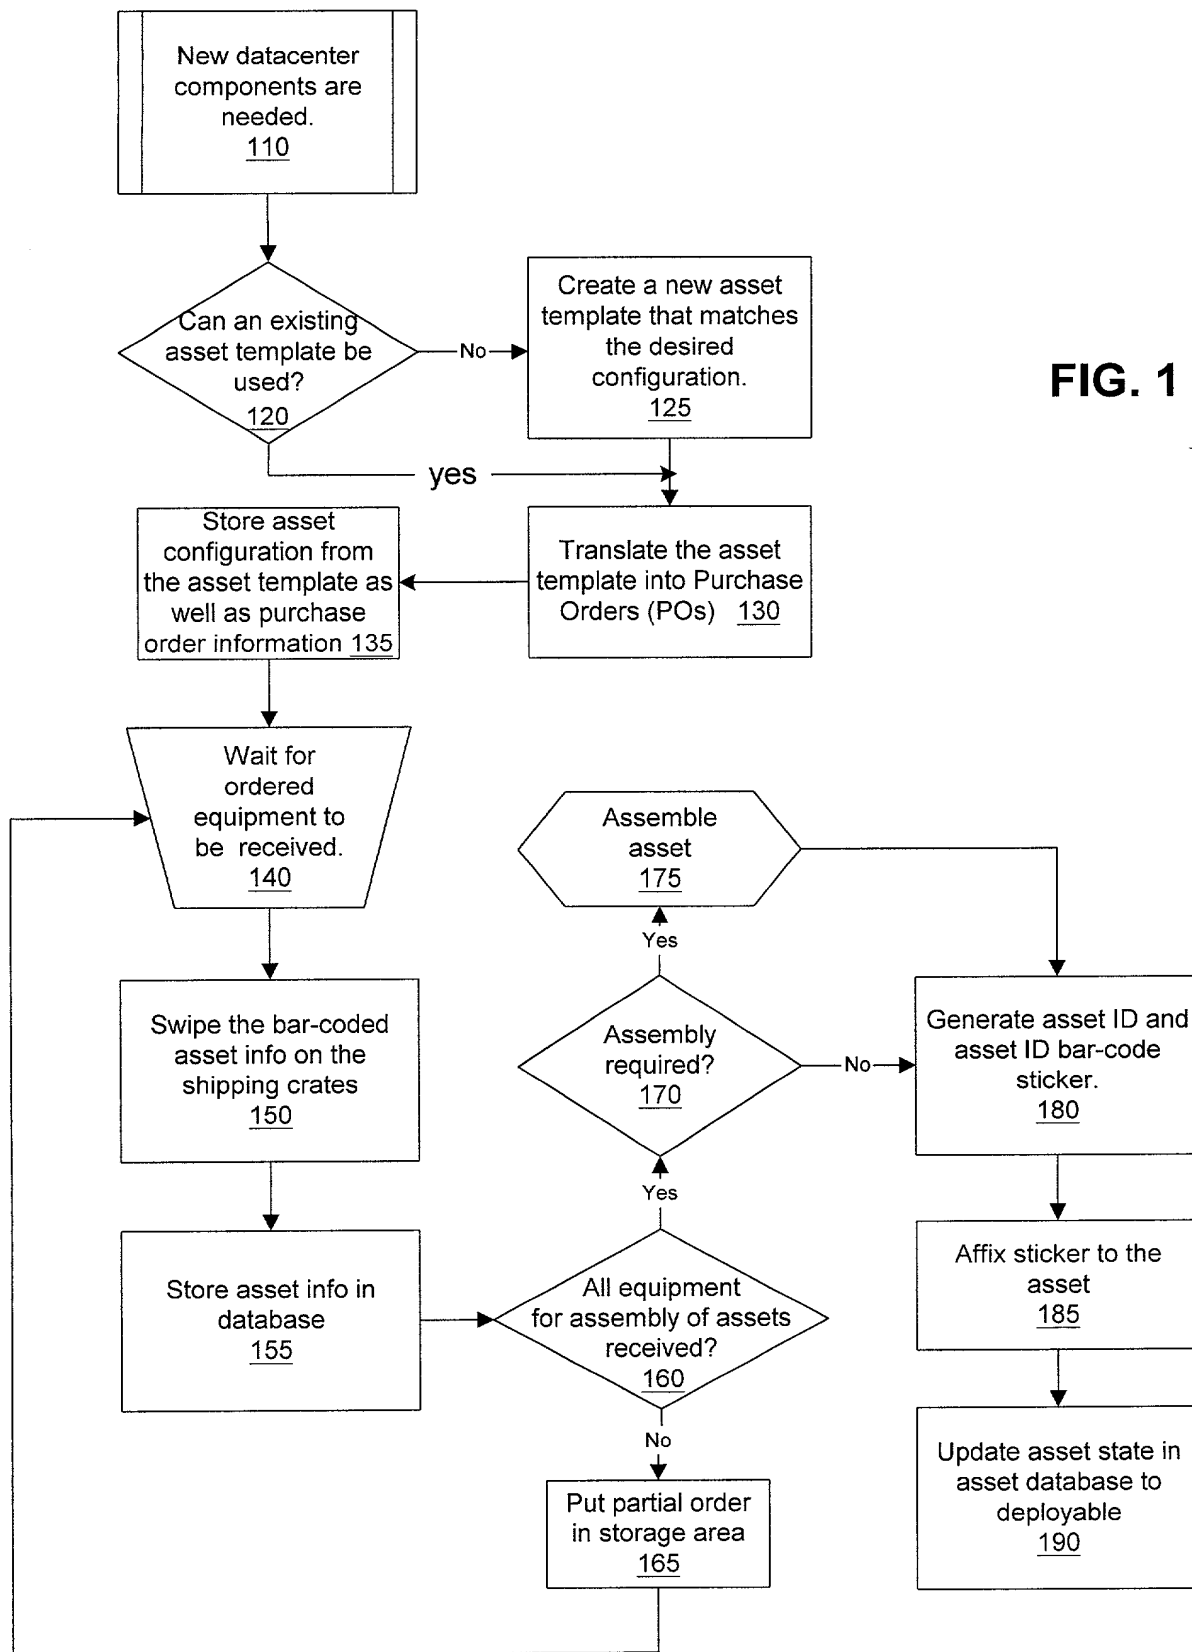 New datacenter
components are
needed.
110
Can an existing
asset template be
used?
120
No
Create a new asset
template that matches
the desired
configuration.
125
FIG. 1
yes
Translate the asset
template into Purchase
Orders (POs) 130
Store asset
configuration from
the asset template as
well as purchase
order information 135
Wait for
ordered
equipment to
be received.
140
Swipe the bar-coded
asset info on the
shipping crates
150
Store asset info in
database
155
All equipment
for assembly of assets
received?
160
No
Put partial order
in storage area
165
Yes
Assembly
required?
170
Yes
Assemble
asset
175
No
Generate asset ID and
asset ID bar-code
sticker.
180
Affix sticker to the
asset
185
Update asset state in
asset database to
deployable
190